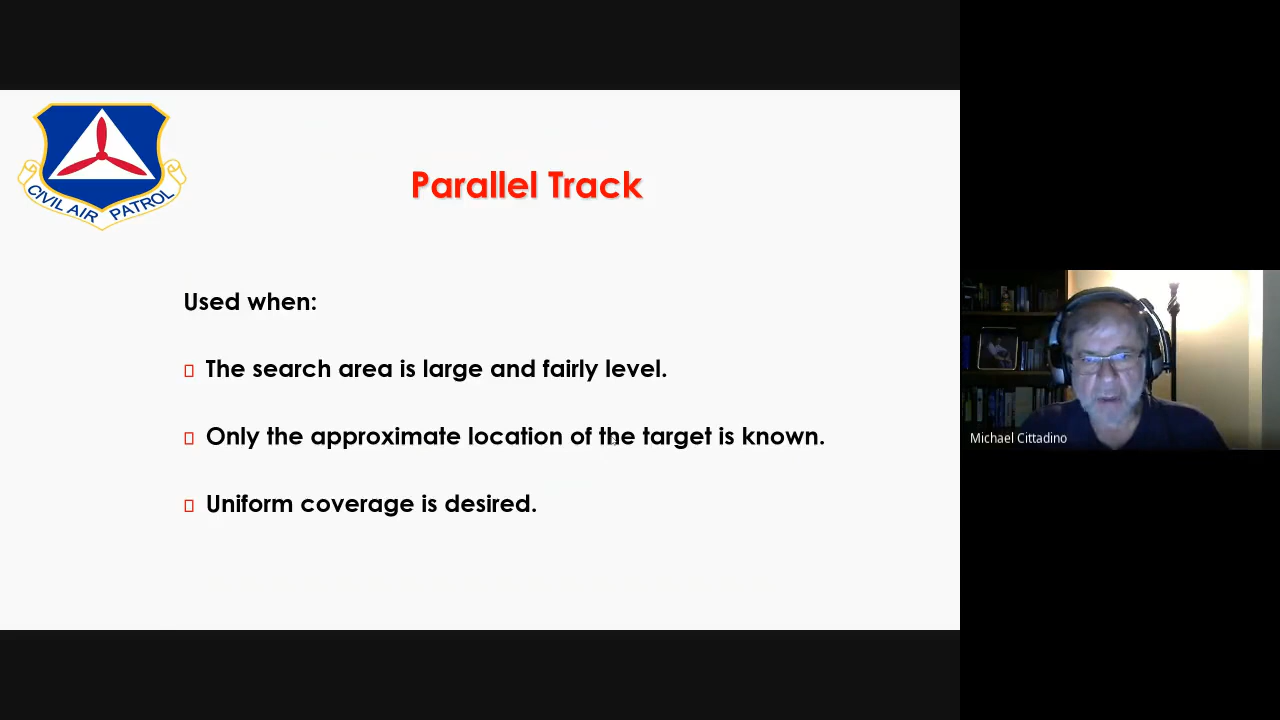 CIVIL AIR PATROL
Parallel Track
Used when:
The search area is large and fairly level.
Only the approximate location of the target is known.
Uniform coverage is desired.
Michael Cittadino